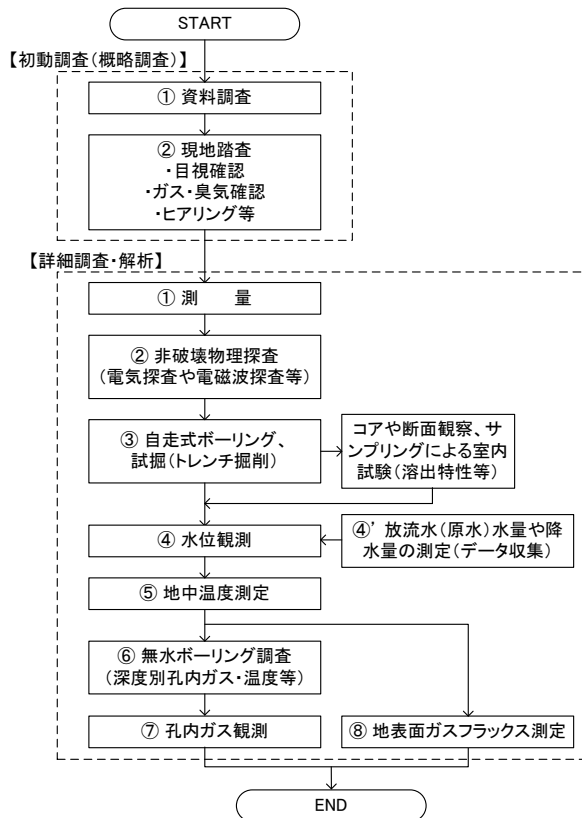 START
【初動調査(概略調査)】
① 資料調査
② 現地踏査
・目視確認
・ガス・臭気確認
・ヒアリング等
【詳細調査・解析】
① 測　　量
② 非破壊物理探査
(電気探査や電磁波探査等)
③ 自走式ボーリング、
試掘(トレンチ掘削)
コアや断面観察、サ
ンプリングによる室内
試験(溶出特性等)
④ 水位観測
④’ 放流水(原水)水量や降
水量の測定(データ収集)
⑤ 地中温度測定
⑥ 無水ボーリング調査
(深度別孔内ガス・温度等)
⑦ 孔内ガス観測
⑧ 地表面ガスフラックス測定
END